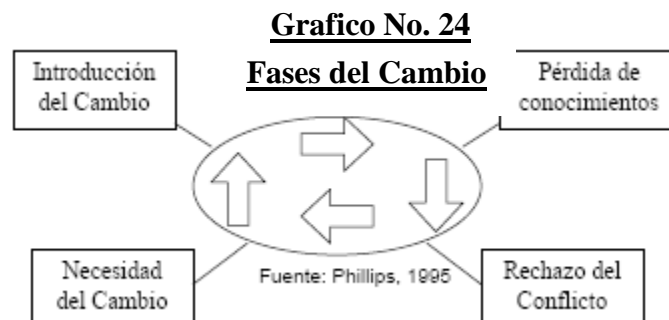 Grafico No. 24
Fases del Cambio
Introducción
del Cambio
Pérdida de
conocimientos
Necesidad
del Cambio
Fuente: Phillips, 1995
Rechazo del
Conflicto